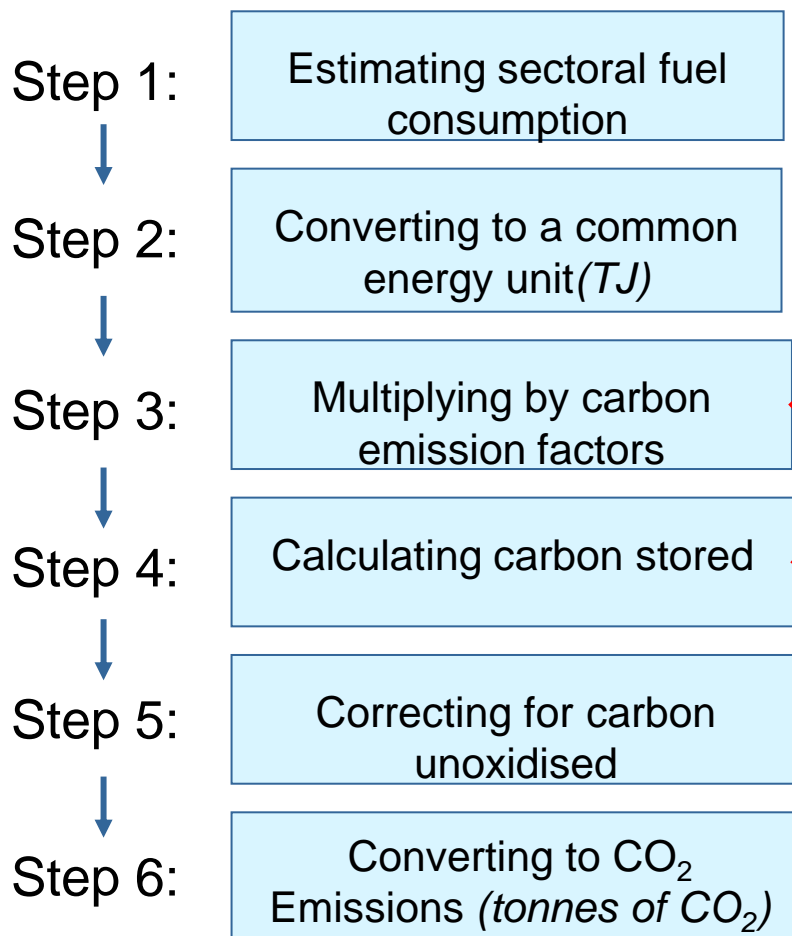 Step 1:
Estimating sectoral fuel
consumption
Step 2:
Converting to a common
energy unit(TJ)
Step 3:
Multiplying by carbon
emission factors
Step 4:
Calculating carbon stored
Step 5:
Correcting for carbon
unoxidised
Step 6:
Converting to CO₂
Emissions (tonnes of CO₂)